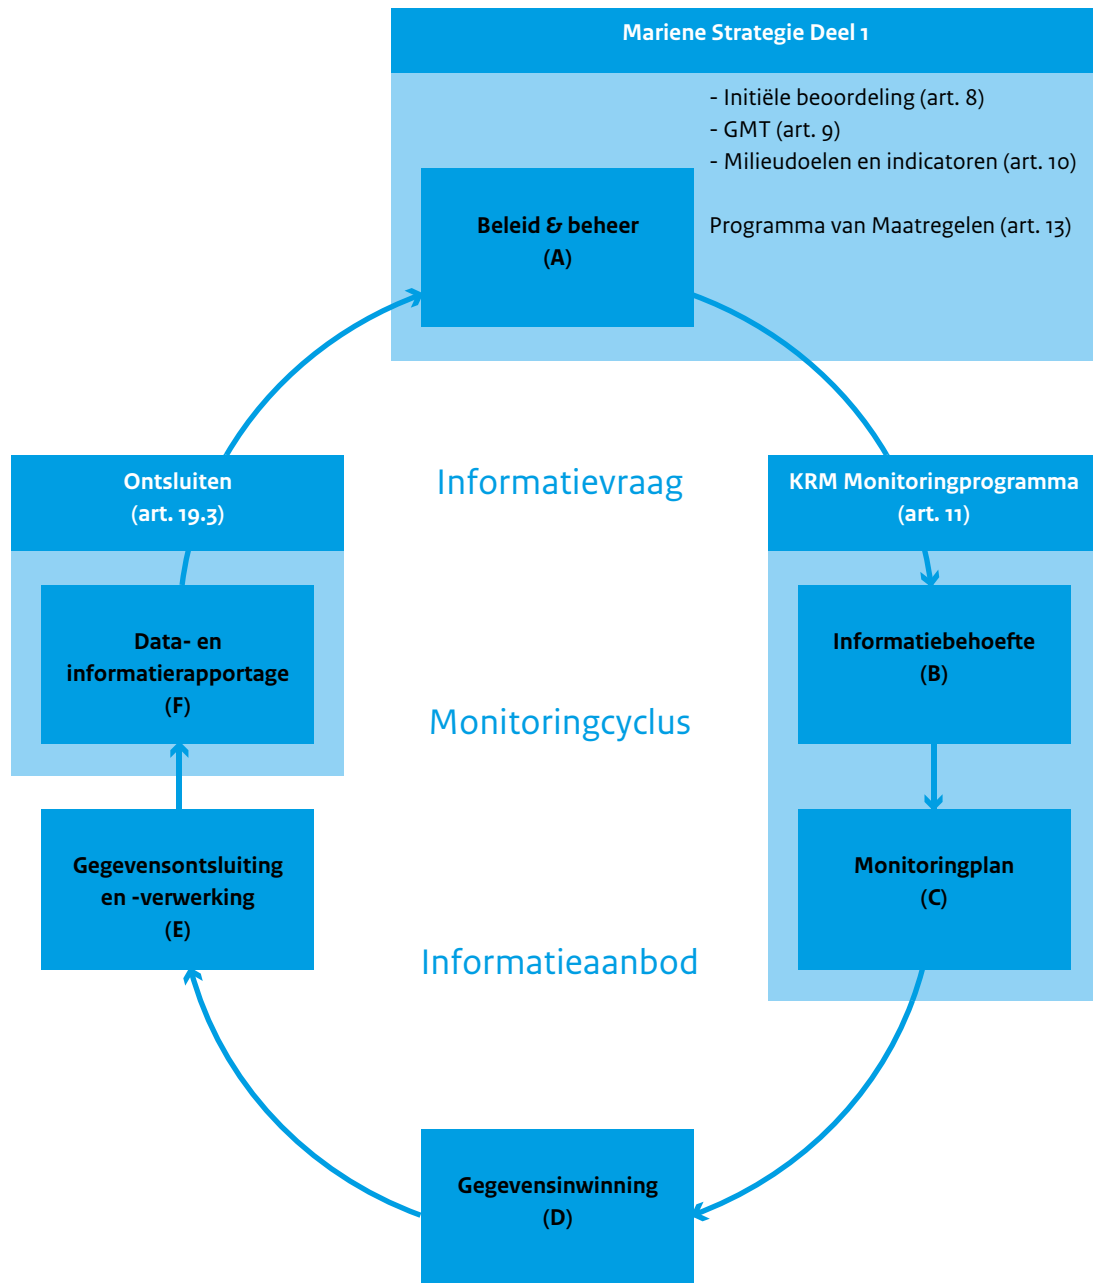 Mariene Strategie Deel 1
- Initiële beoordeling (art. 8)
- GMT (art. 9)
- Milieudoelen en indicatoren (art. 10)
Programma van Maatregelen (art. 13)
Beleid & beheer
(A)
Informatievraag
Monitoringcyclus
Informatieaanbod
KRM Monitoringprogramma
(art. 11)
Informatiebehoefte
(B)
Monitoringplan
(C)
Gegevensinwinning
(D)
Gegevensontsluiting
en -verwerking
(E)
Ontsluiten
(art. 19.3)
Data- en
informatierapportage
(F)